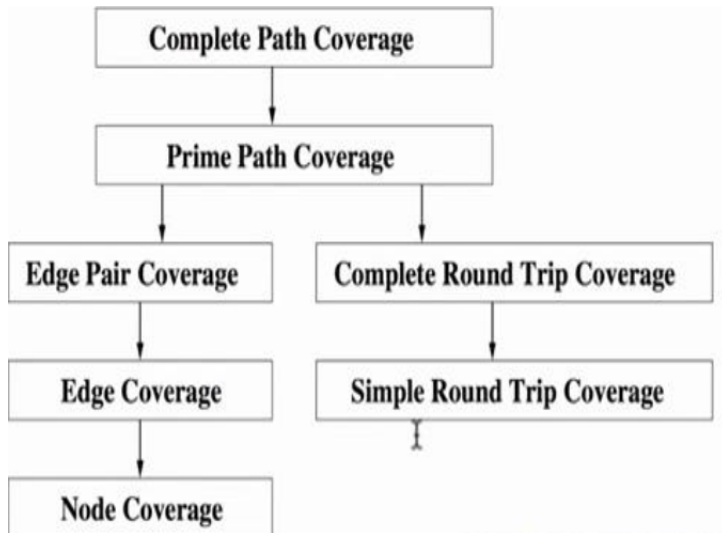 Complete Path Coverage
Prime Path Coverage
Edge Pair Coverage
Complete Round Trip Coverage
Edge Coverage
Simple Round Trip Coverage
Node Coverage